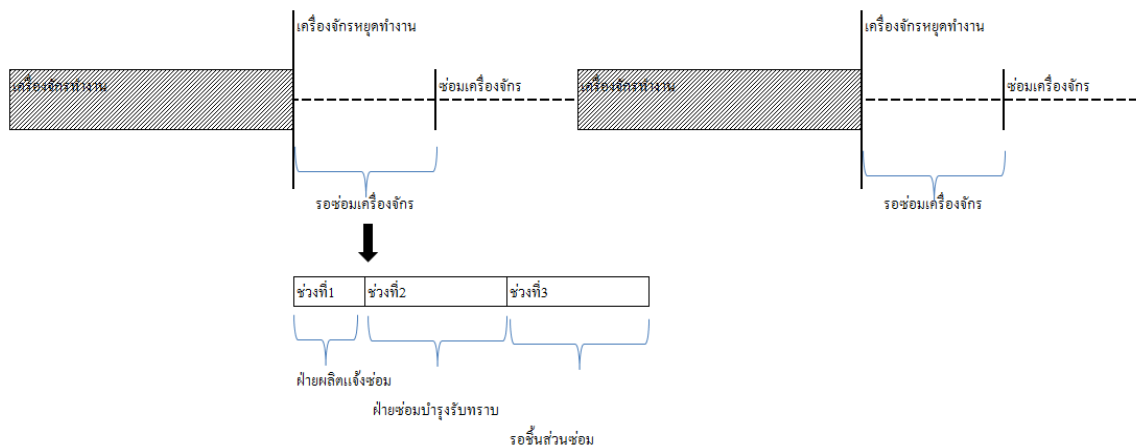 เครื่องจักรหยุดทำงาน
เครื่องจักรหยุดทำงาน
เครื่องจักรทำงาน
ซ่อมเครื่องจักร
เครื่องจักรทำงาน
ซ่อมเครื่องจักร
รอซ่อมเครื่องจักร
รอซ่อมเครื่องจักร
ช่วงที่1
ช่วงที่2
ช่วงที่3
ฝ่ายผลิตแจ้งซ่อม
ฝ่ายซ่อมบำรุงรับทราบ
รอชิ้นส่วนซ่อม